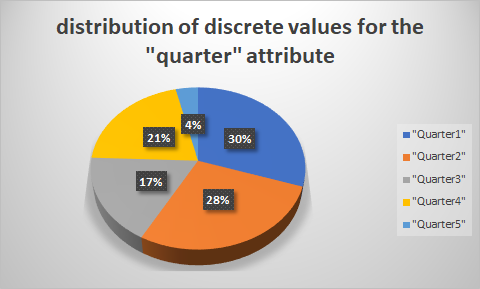 distribution of discrete values for the
"quarter" attribute
4%
30%
21%
17%
28%
"Quarter1"
"Quarter2"
"Quarter3"
"Quarter4"
"Quarter5"